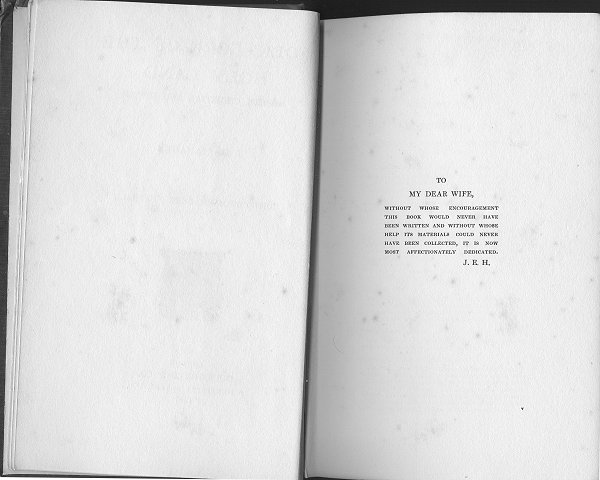 TO
MY DEAR WIFE,
WITHOUT WHOSE ENCOURAGEMENT
THIS BOOK WOULD NEVER HAVE
BEEN WRITTEN AND WITHOUT WHOSE
HELP ITS MATERIALS COULD NEVER
HAVE BEEN COLLECTED, IT IS NOW
MOST AFFECTIONATELY DEDICATED.
J. E. H.